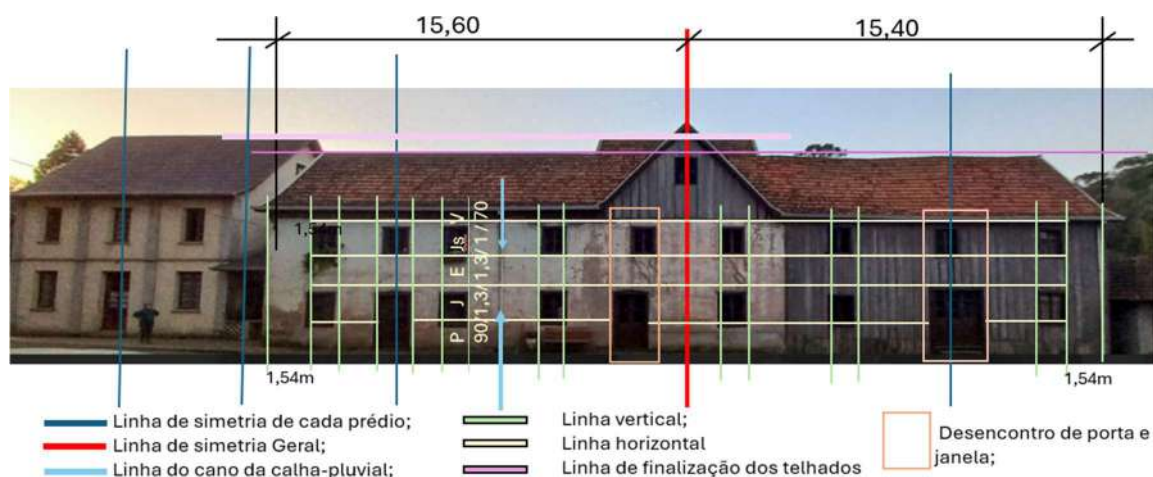 15,60
15,40
1,54m
P J E Js V
90/1,3/1,3/ 1 / 70
1,54m
1,54m
Linha de simetria de cada prédio;
Linha de simetria Geral;
Linha do cano da calha-pluvial;
Linha vertical;
Linha horizontal
Linha de finalização dos telhados
Desencontro de porta e
janela;